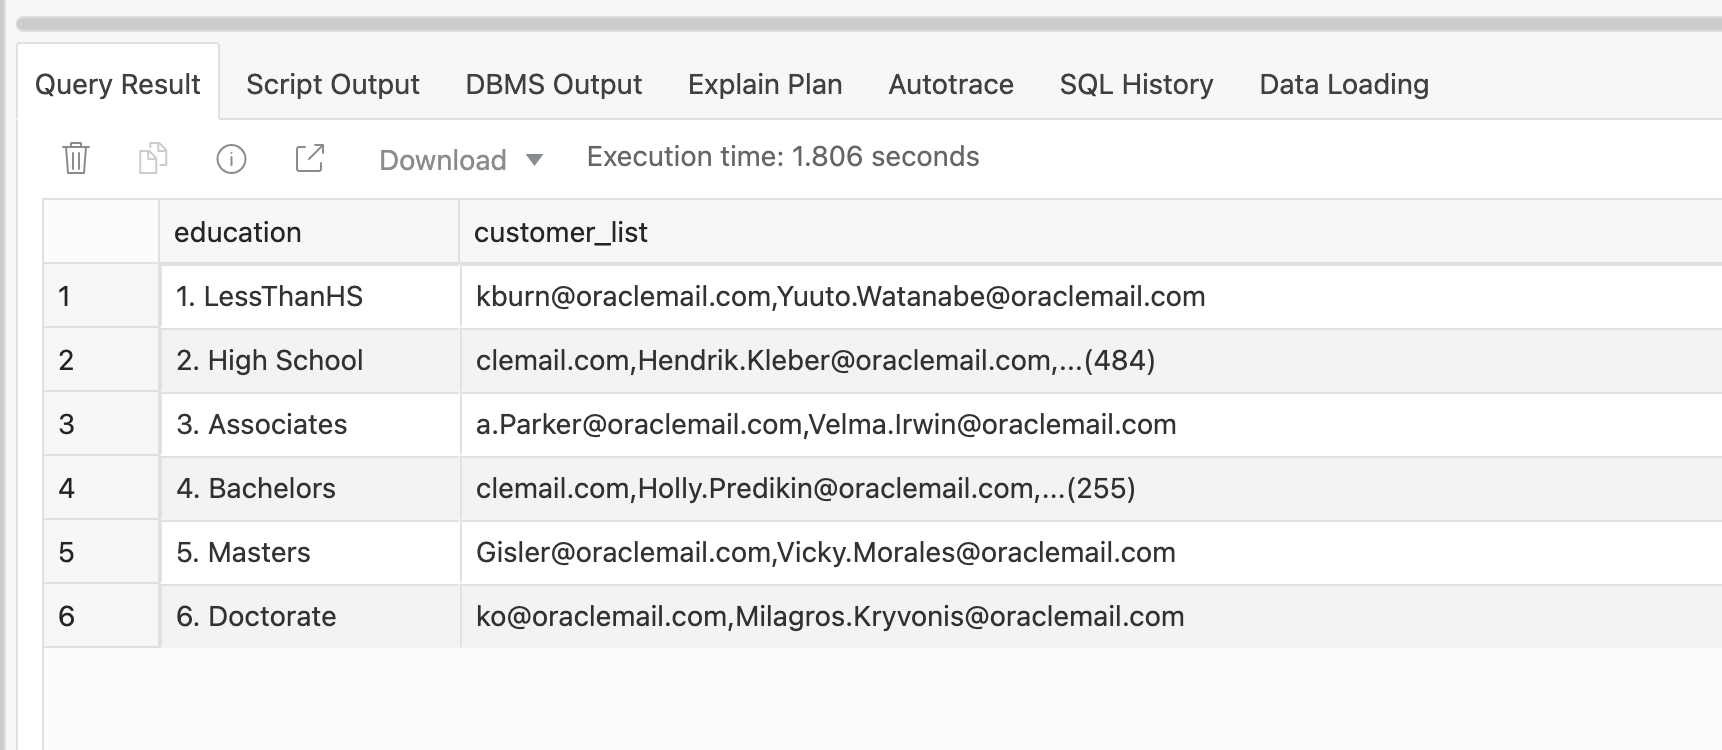 Query Result Script Output DBMS Output Explain Plan Autotrace SQL History Data Loading
Download Execution time: 1.806 seconds
education customer_list
1 1. LessThanHS kburn@oraclemail.com,Yuuto.Watanabe@oraclemail.com
2 2. High School clemail.com,Hendrik.Kleber@oraclemail.com,...(484)
3 3. Associates a.Parker@oraclemail.com,Velma.Irwin@oraclemail.com
4 4. Bachelors clemail.com,Holly.Predikin@oraclemail.com,...(255)
5 5. Masters Gisler@oraclemail.com,Vicky.Morales@oraclemail.com
6 6. Doctorate ko@oraclemail.com,Milagros.Kryvonis@oraclemail.com